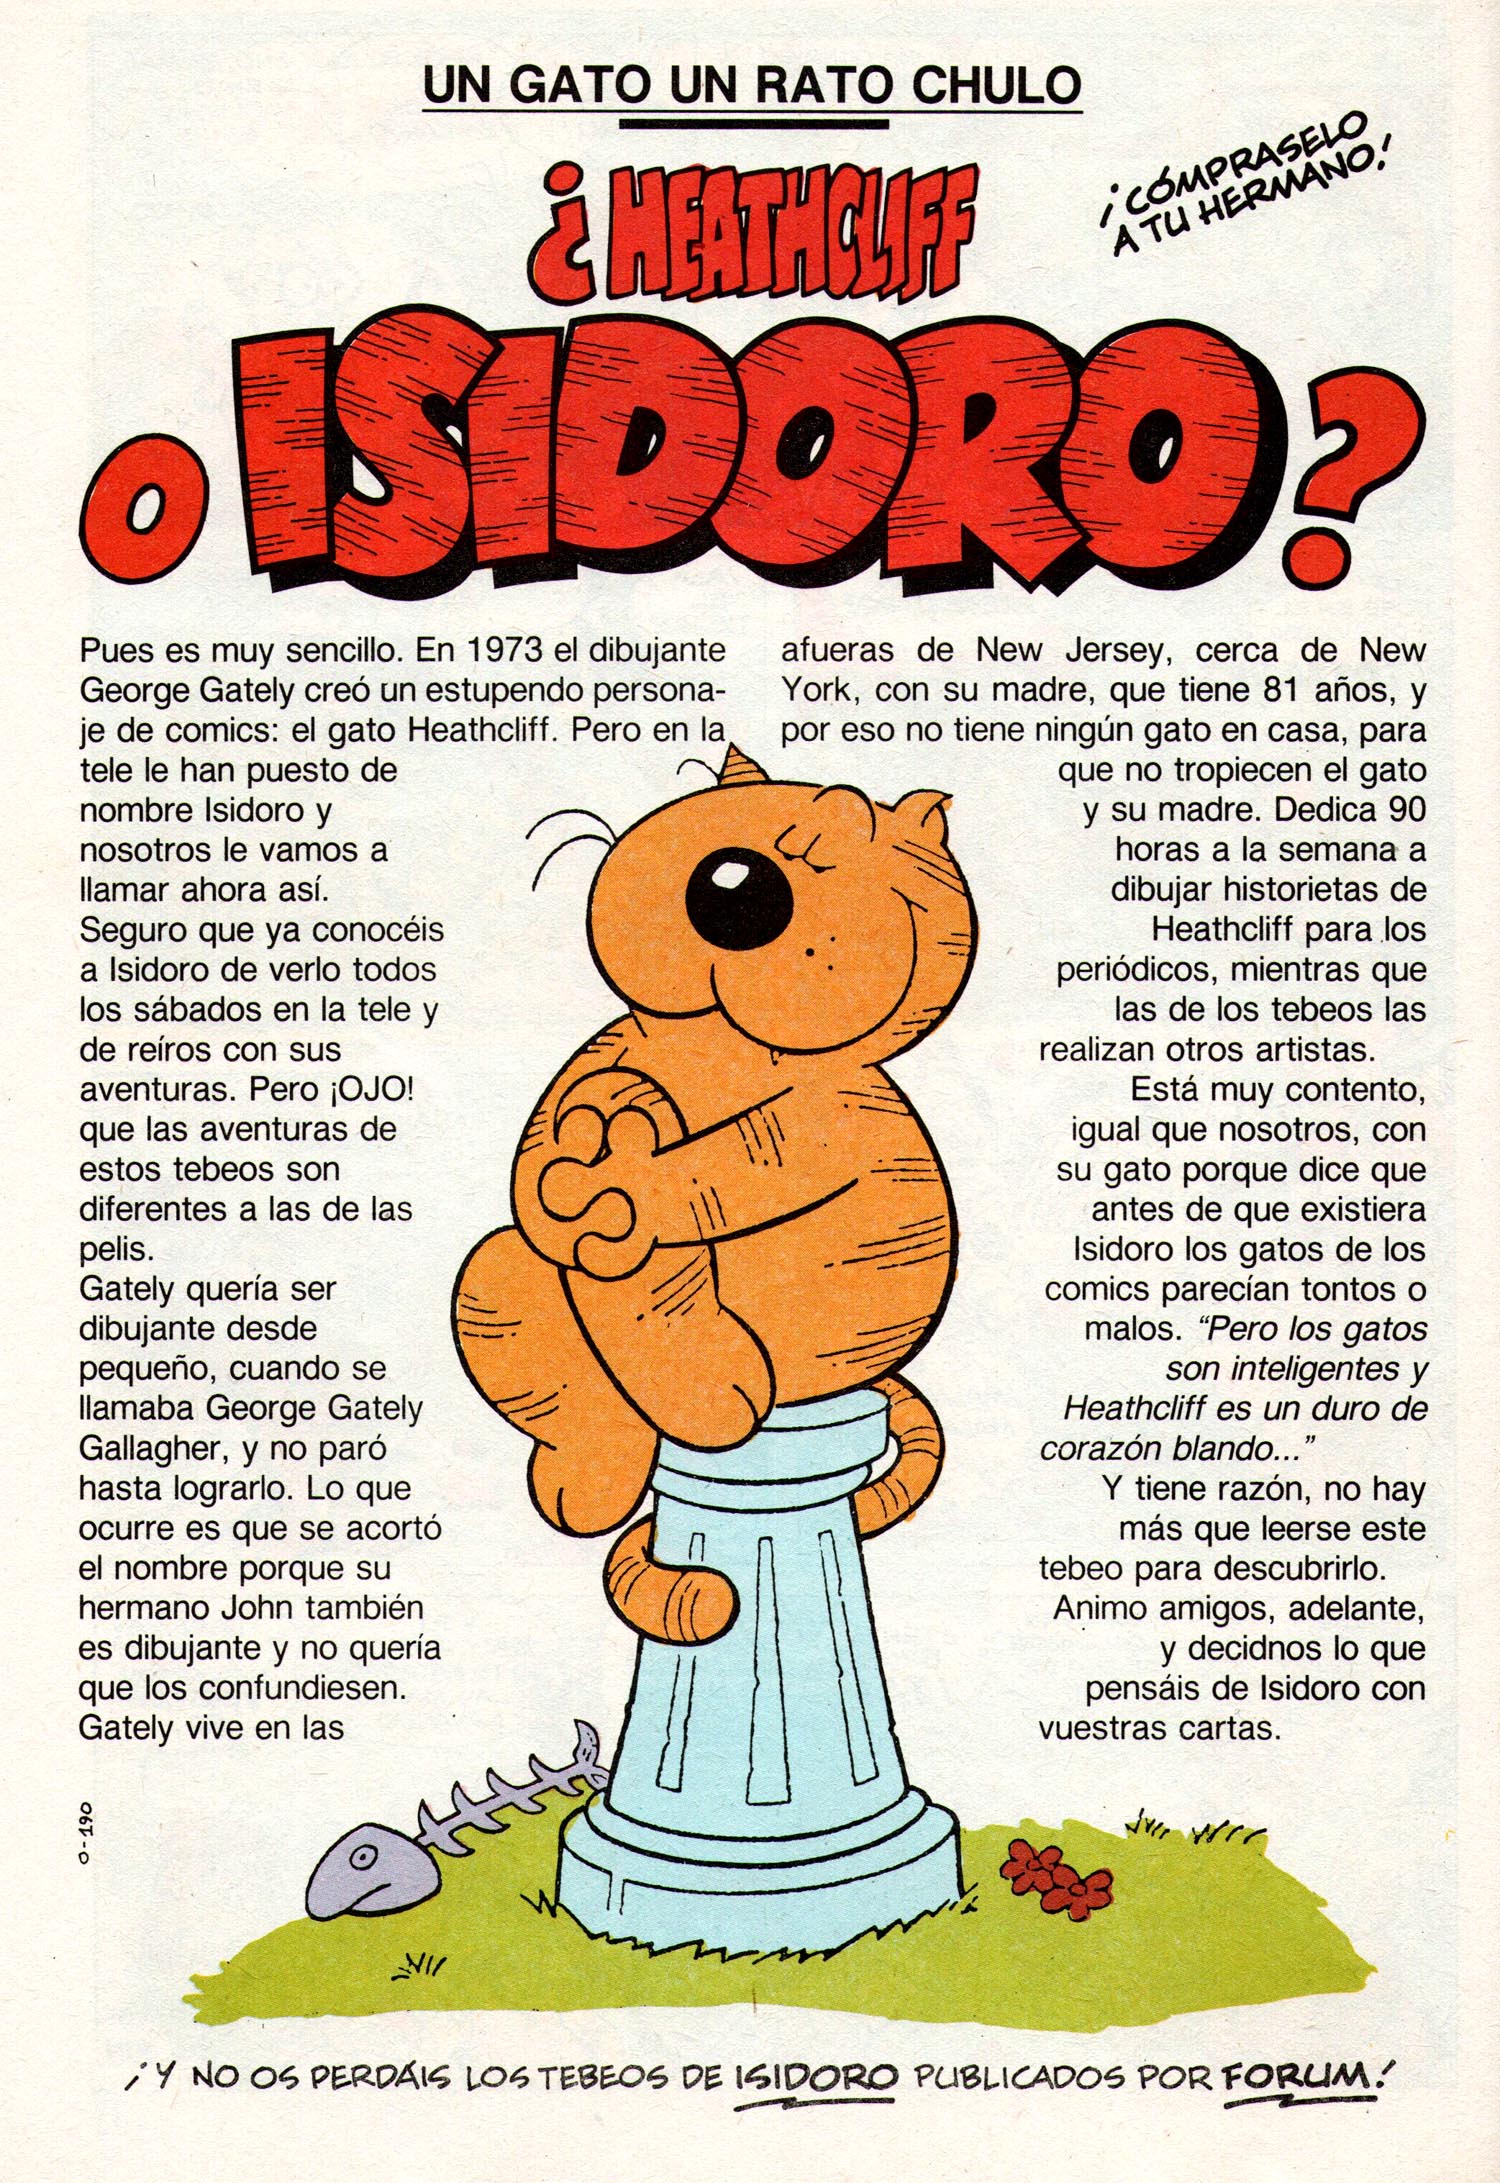 UN GATO UN RATO CHULO
¡CÓMPRASELO
A TU HERMANO!
¿HEATHCLIFF
O ISIDORO?
Pues es muy sencillo. En 1973 el dibujante
George Gately creó un estupendo persona-
je de comics: el gato Heathcliff. Pero en la
tele le han puesto de
nombre Isidoro y
nosotros le vamos a
llamar ahora así.
Seguro que ya conocéis
a Isidoro de verlo todos
los sábados en la tele y
de reíros con sus
aventuras. Pero ¡OJO!
que las aventuras de
estos tebeos son
diferentes a las de las
pelis.
Gately quería ser
dibujante desde
pequeño, cuando se
llamaba George Gately
Gallagher, y no paró
hasta lograrlo. Lo que
ocurre es que se acortó
el nombre porque su
hermano John también
es dibujante y no quería
que los confundiesen.
Gately vive en las
afueras de New Jersey, cerca de New
York, con su madre, que tiene 81 años, y
por eso no tiene ningún gato en casa, para
que no tropiecen el gato
y su madre. Dedica 90
horas a la semana a
dibujar historietas de
Heathcliff para los
periódicos, mientras que
las de los tebeos las
realizan otros artistas.
Está muy contento,
igual que nosotros, con
su gato porque dice que
antes de que existiera
Isidoro los gatos de los
comics parecían tontos o
malos. “Pero los gatos
son inteligentes y
Heathcliff es un duro de
corazón blando...”
Y tiene razón, no hay
más que leerse este
tebeo para descubrirlo.
Animo amigos, adelante,
y decidnos lo que
pensáis de Isidoro con
vuestras cartas.
O-190
¡Y NO OS PERDÁIS LOS TEBEOS DE ISIDORO PUBLICADOS POR FORUM!